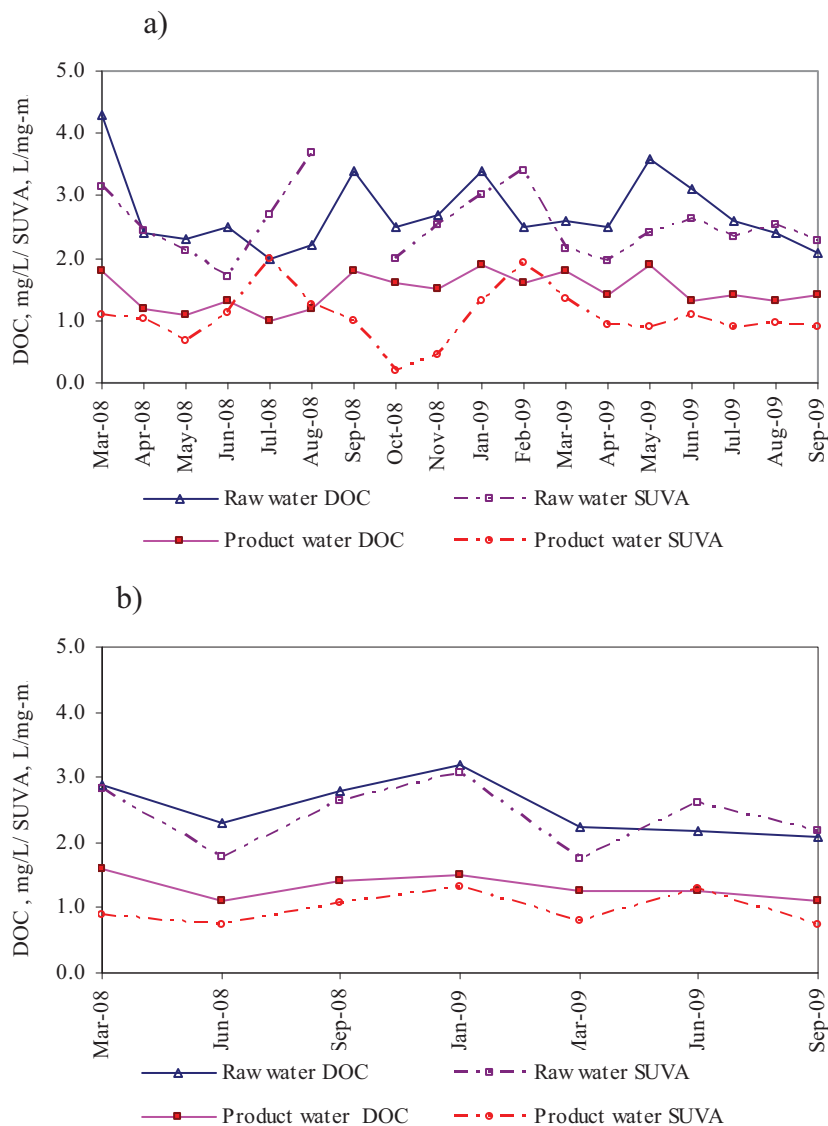 a)
DOC, mg/L/ SUVA, L/mg-m
5.0
4.0
3.0
2.0
1.0
0.0
Mar-08
Apr-08
May-08
Jun-08
Jul-08
Aug-08
Sep-08
Oct-08
Nov-08
Jan-09
Feb-09
Mar-09
Apr-09
May-09
Jun-09
Jul-09
Aug-09
Sep-09
Raw water DOC
Raw water SUVA
Product water DOC
Product water SUVA
b)
DOC , mg/L/ SUVA, L/mg-m
5.0
4.0
3.0
2.0
1.0
0.0
Mar-08
Jun-08
Sep-08
Jan-09
Mar-09
Jun-09
Sep-09
Raw water DOC
Raw water SUVA
Product water DOC
Product water SUVA